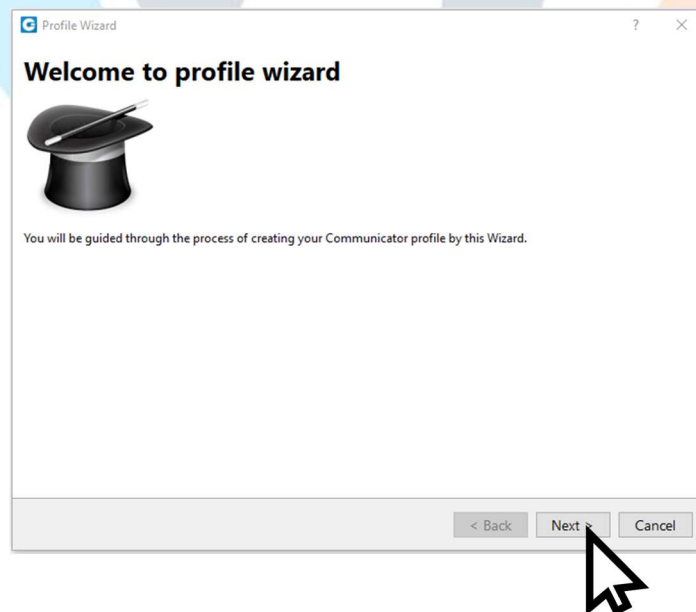 Profile Wizard ?
Welcome to profile wizard
You will be guided through the process of creating your Communicator profile by this Wizard.
< Back Next > Cancel